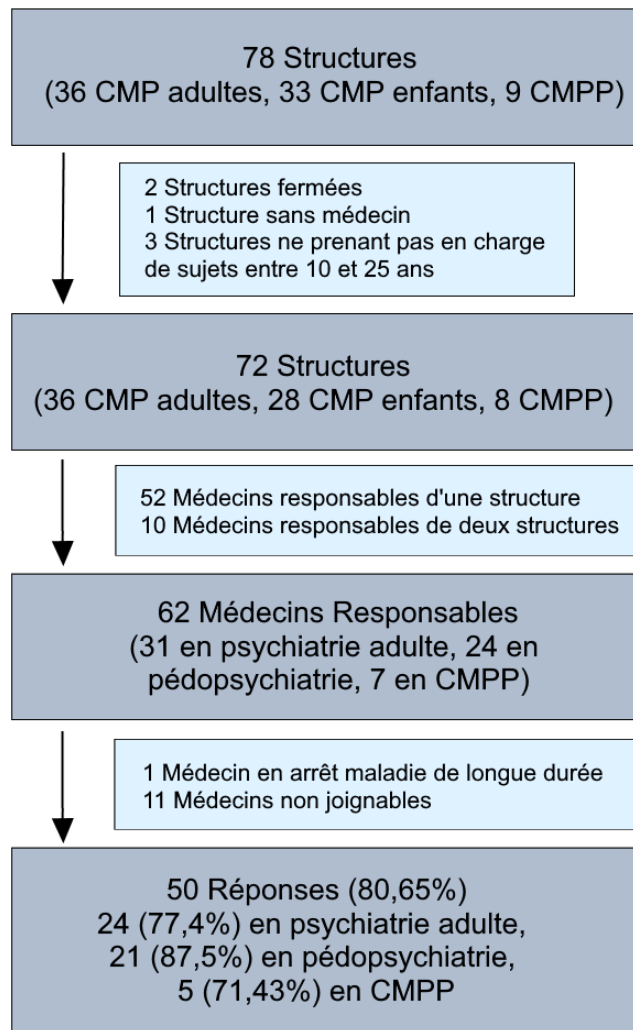 78 Structures
(36 CMP adultes, 33 CMP enfants, 9 CMPP)
2 Structures fermées
1 Structure sans médecin
3 Structures ne prenant pas en charge
de sujets entre 10 et 25 ans
72 Structures
(36 CMP adultes, 28 CMP enfants, 8 CMPP)
52 Médecins responsables d'une structure
10 Médecins responsables de deux structures
62 Médecins Responsables
(31 en psychiatrie adulte, 24 en
pédopsychiatrie, 7 en CMPP)
1 Médecin en arrêt maladie de longue durée
11 Médecins non joignables
50 Réponses (80,65%)
24 (77,4%) en psychiatrie adulte,
21 (87,5%) en pédopsychiatrie,
5 (71,43%) en CMPP